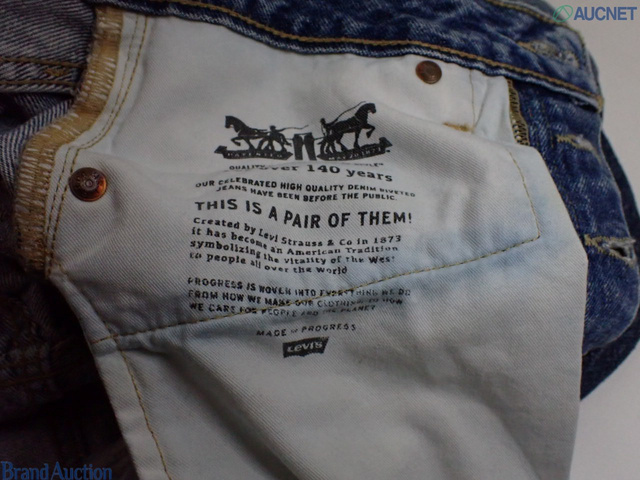 AUCNET
over 140 years
OUR CELEBRATED HIGH QUALITY DENIM RIVETED
JEANS HAVE BEEN BEFORE THE PUBLIC.
THIS IS A PAIR OF THEM!
Created by Levi Strauss & Co in 1873
it has become an American Tradition
symbolizing the vitality of the West
to people all over the world
PROGRESS IS WOVEN INTO EVERYTHING WE DO
FROM HOW WE MAKE OUR CLOTHING TO HOW
WE CARE FOR PEOPLE AND THE PLANET
MADE of PROGRESS
Levi's
Brand Auction